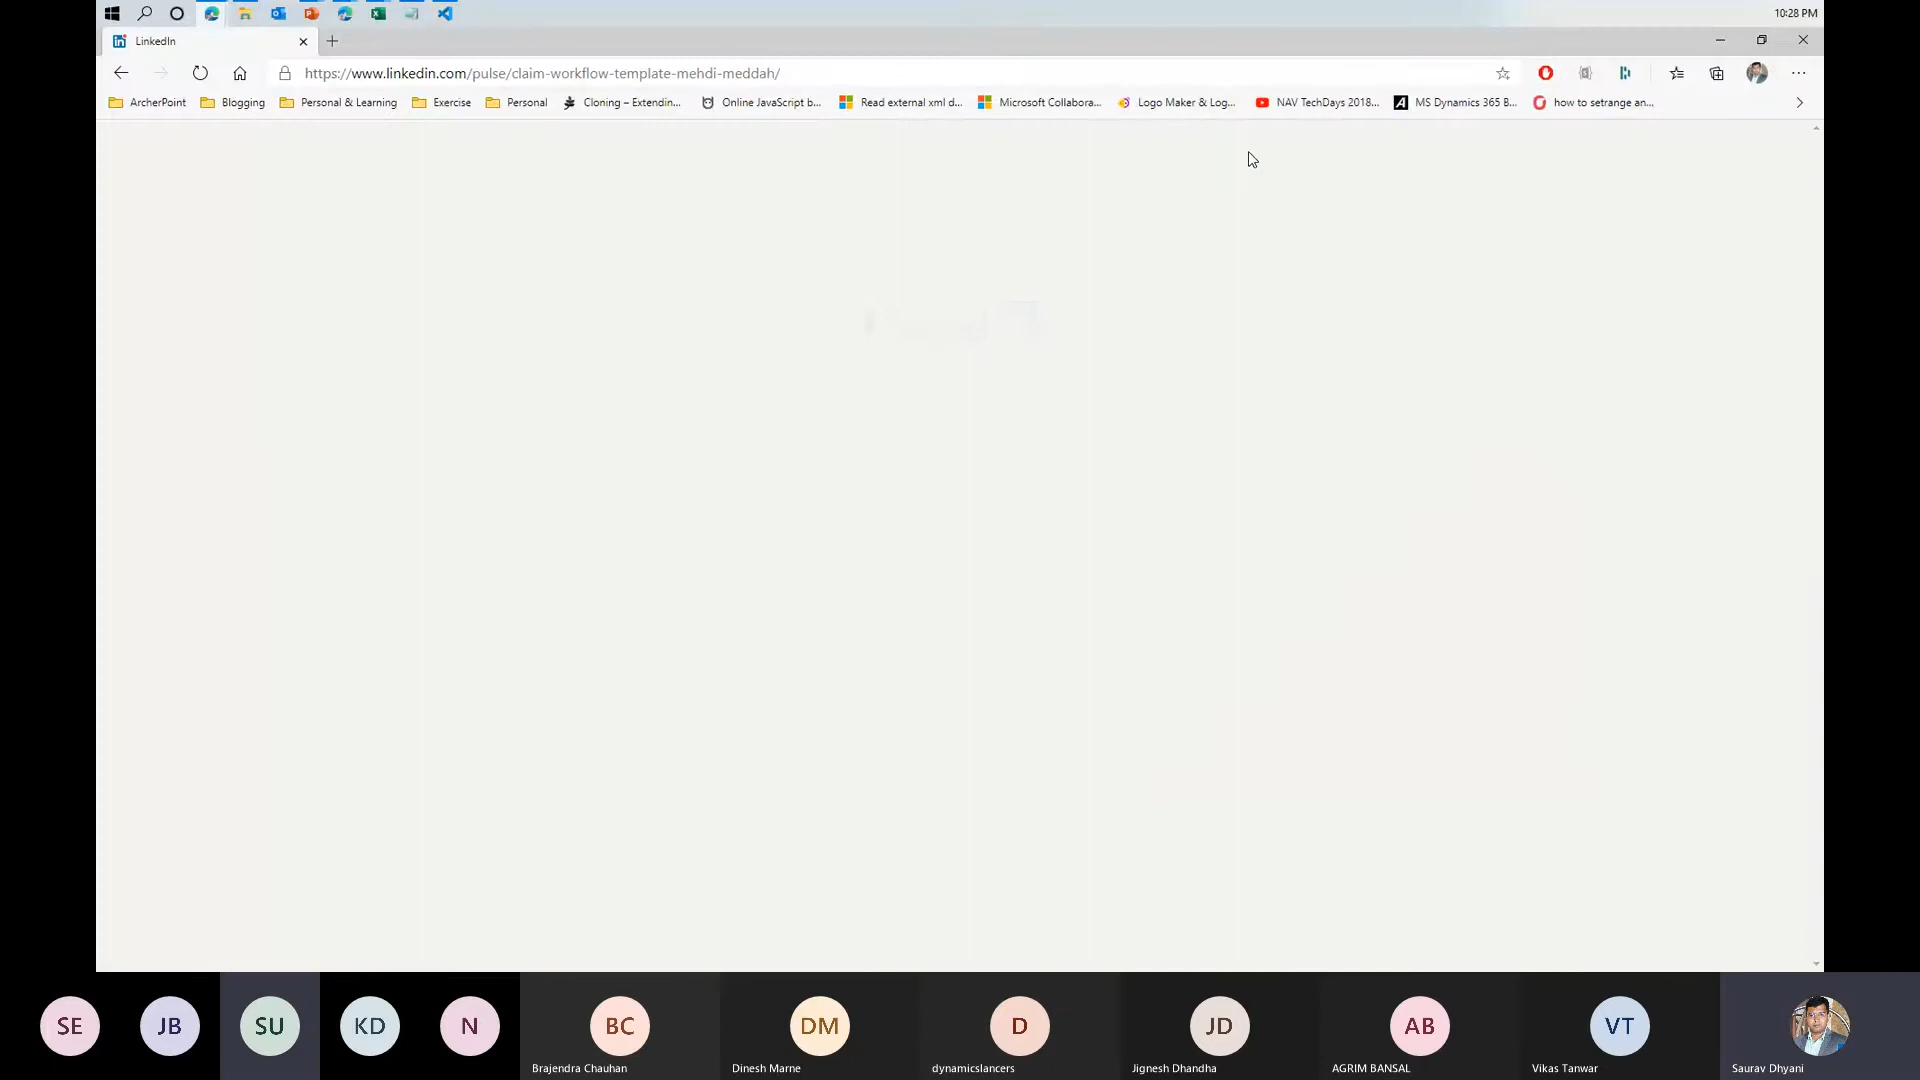 10:28 PM
LinkedIn
https://www.linkedin.com/pulse/claim-workflow-template-mehdi-meddah/
ArcherPoint Blogging Personal & Learning Exercise Personal Cloning – Extendin... Online JavaScript b... Read external xml d... Microsoft Collabora... Logo Maker & Log... NAV TechDays 2018... MS Dynamics 365 B... how to setrange an...
SE JB SU KD N BC DM D JD AB VT
Brajendra Chauhan Dinesh Marne dynamicslancers Jignesh Dhandha AGRIM BANSAL Vikas Tanwar Saurav Dhyani